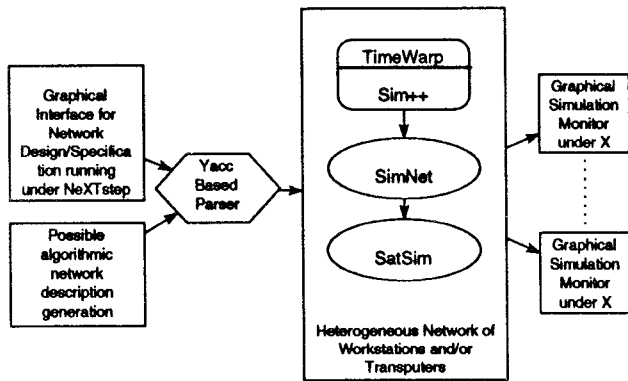 Graphical
Interface for
Network
Design/Specifica
tion running
under NeXTstep
Possible
algorithmic
network
description
generation
Yacc
Based
Parser
TimeWarp
Sim++
SimNet
SatSim
Heterogeneous Network of
Workstations and/or
Transputers
Graphical
Simulation
Monitor
under X
Graphical
Simulation
Monitor
under X